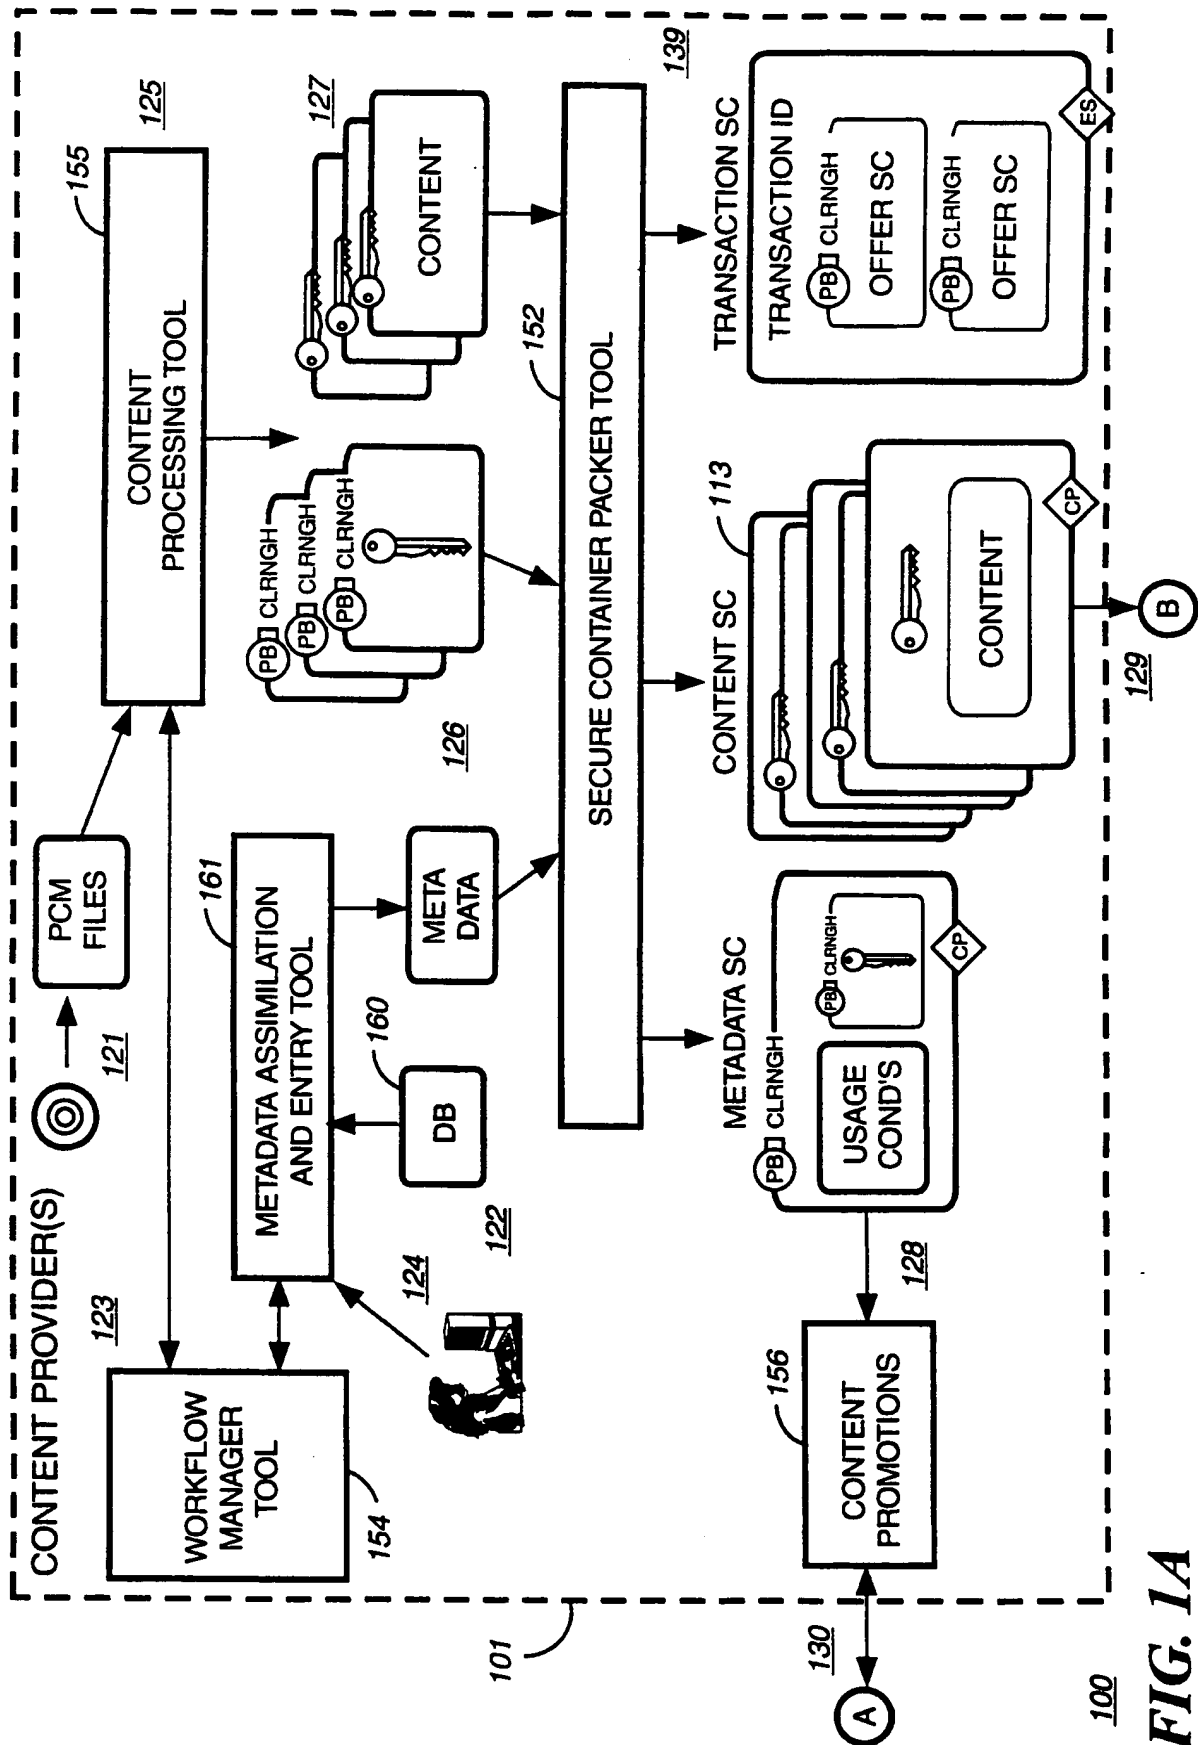 CONTENT PROVIDER(S)
123
WORKFLOW
MANAGER
TOOL
154
121
PCM
FILES
CONTENT
PROCESSING TOOL
155
125
METADATA ASSIMILATION
AND ENTRY TOOL
161
124
122
DB
160
META
DATA
126
PB CLRNGH
PB CLRNGH
PB CLRNGH
127
CONTENT
SECURE CONTAINER PACKER TOOL
152
139
METADATA SC
PB CLRNGH
USAGE
COND'S
PB CLRNGH
CP
128
CONTENT
PROMOTIONS
156
CONTENT SC
113
CONTENT
CP
129
B
TRANSACTION SC
TRANSACTION ID
PB CLRNGH
OFFER SC
PB CLRNGH
OFFER SC
ES
101
130
A
100
FIG. 1A